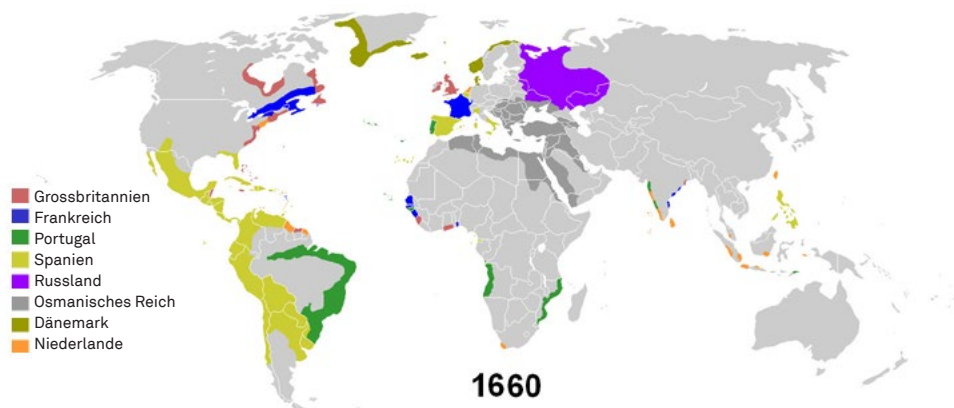 Grossbritannien
Frankreich
Portugal
Spanien
Russland
Osmanisches Reich
Dänemark
Niederlande
1660